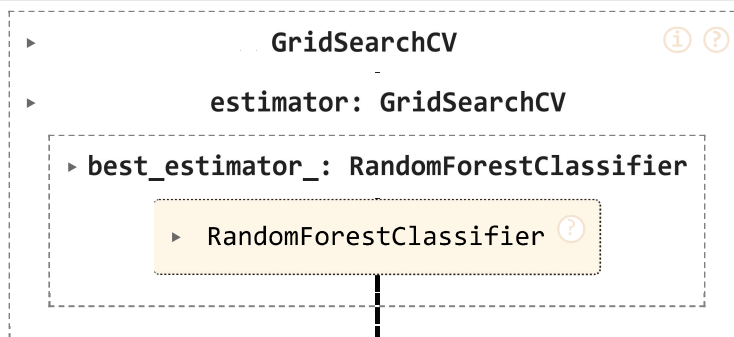 GridSearchCV i ?
estimator: GridSearchCV
best_estimator_: RandomForestClassifier
RandomForestClassifier ?